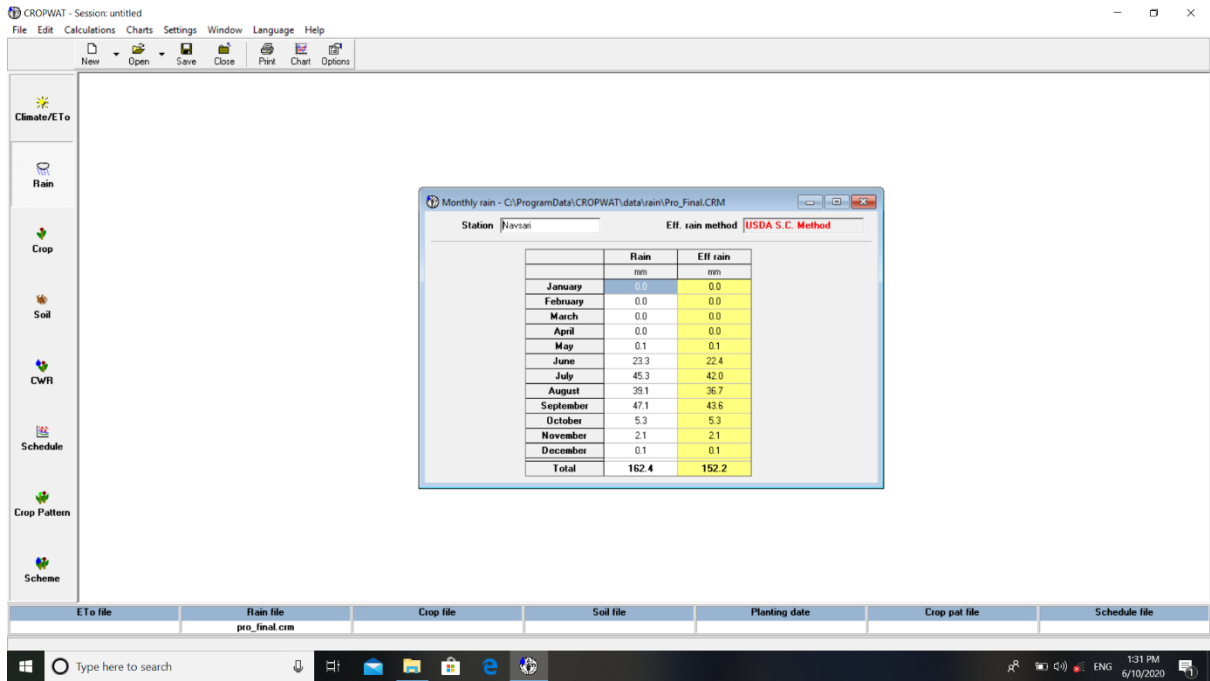 CROPWAT - Session: untitled
File Edit Calculations Charts Settings Window Language Help
New Open Save Close Print Chart Options
Climate/ETo
Rain
Crop
Soil
CWR
Schedule
Crop Pattern
Scheme
Monthly rain - C:\ProgramData\CROPWAT\data\rain\Pro_Final.CRM
Station Navsari Eff. rain method USDA S.C. Method
Rain Eff rain
mm mm
January 0.0 0.0
February 0.0 0.0
March 0.0 0.0
April 0.0 0.0
May 0.1 0.1
June 23.3 22.4
July 45.3 42.0
August 39.1 36.7
September 47.1 43.6
October 5.3 5.3
November 2.1 2.1
December 0.1 0.1
Total 162.4 152.2
ETo file Rain file Crop file Soil file Planting date Crop pat file Schedule file
pro_final.crm
Type here to search
ENG
1:31 PM
6/10/2020